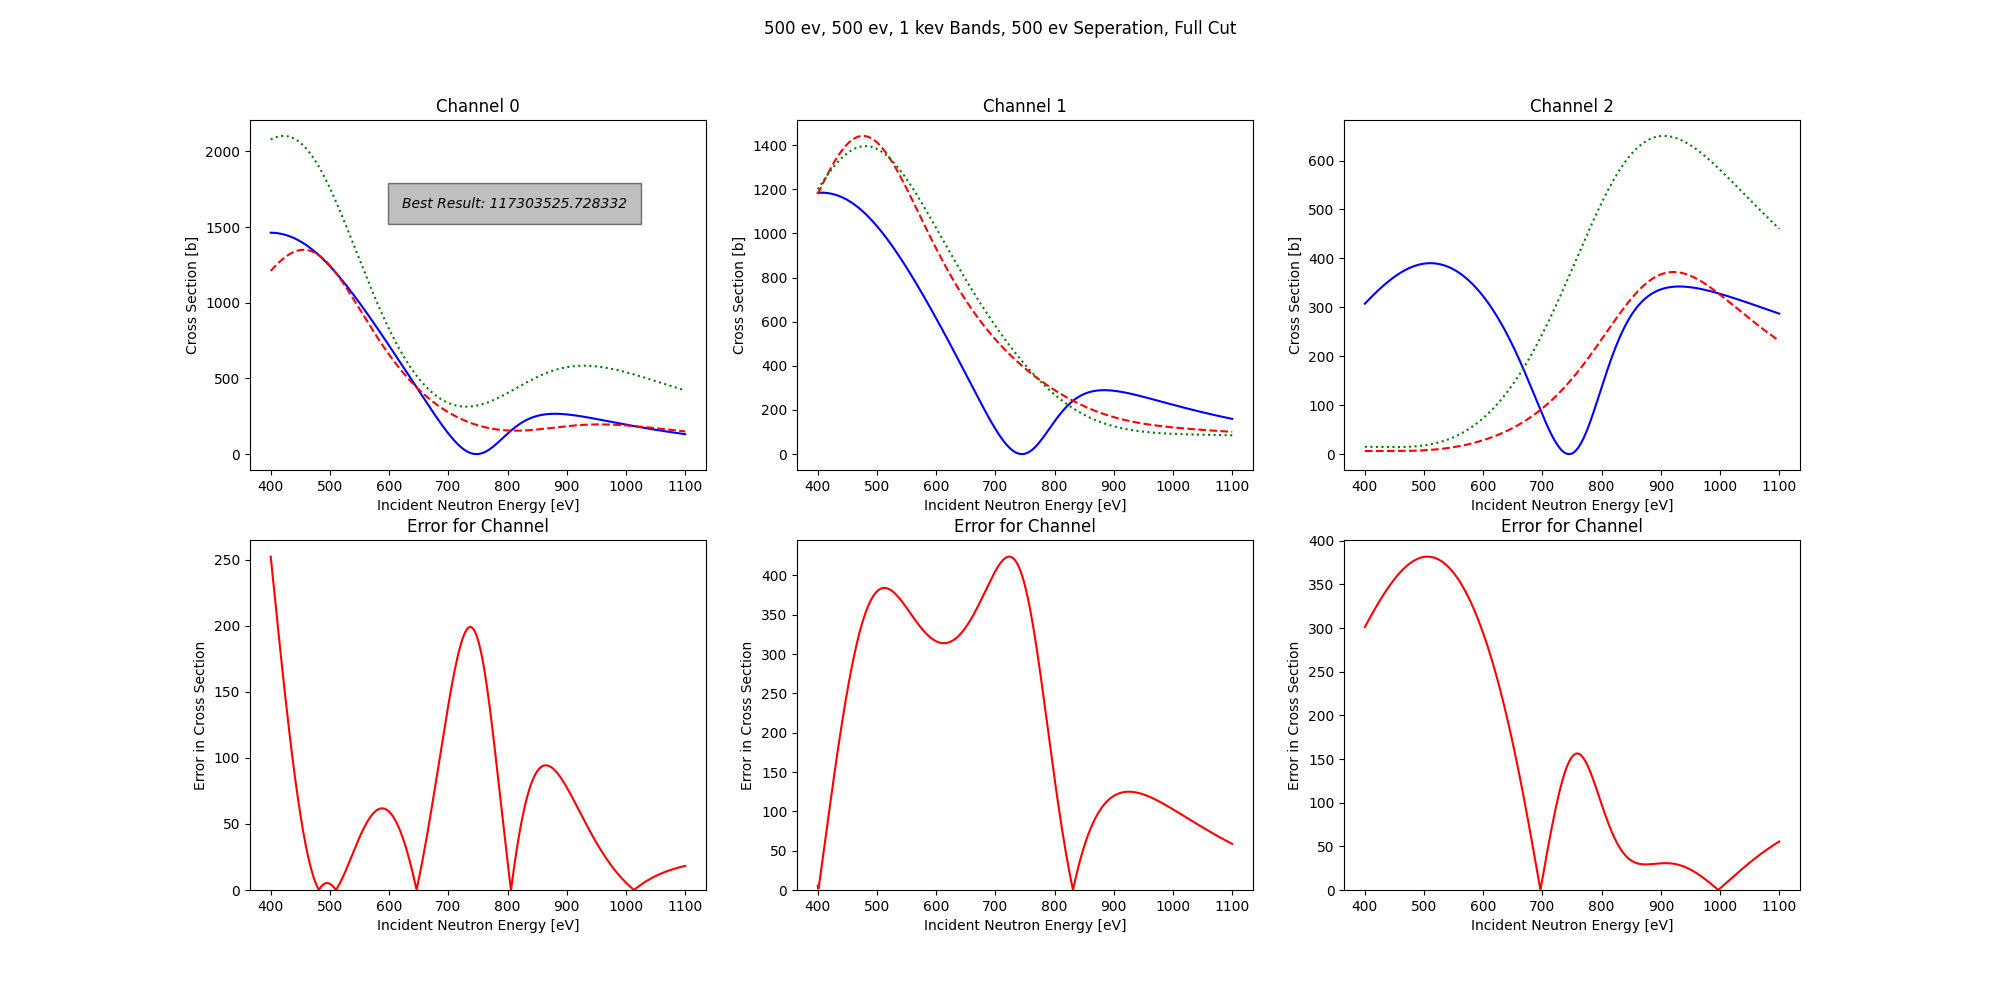 500 ev, 500 ev, 1 kev Bands, 500 ev Seperation, Full Cut
Channel 0
Cross Section [b]
2000
1500
1000
500
0
Best Result: 117303525.728332
400 500 600 700 800 900 1000 1100
Incident Neutron Energy [eV]
Channel 1
Cross Section [b]
1400
1200
1000
800
600
400
200
0
400 500 600 700 800 900 1000 1100
Incident Neutron Energy [eV]
Channel 2
Cross Section [b]
600
500
400
300
200
100
0
400 500 600 700 800 900 1000 1100
Incident Neutron Energy [eV]
Error for Channel
Error in Cross Section
250
200
150
100
50
0
400 500 600 700 800 900 1000 1100
Incident Neutron Energy [eV]
Error for Channel
Error in Cross Section
400
350
300
250
200
150
100
50
0
400 500 600 700 800 900 1000 1100
Incident Neutron Energy [eV]
Error for Channel
Error in Cross Section
400
350
300
250
200
150
100
50
0
400 500 600 700 800 900 1000 1100
Incident Neutron Energy [eV]